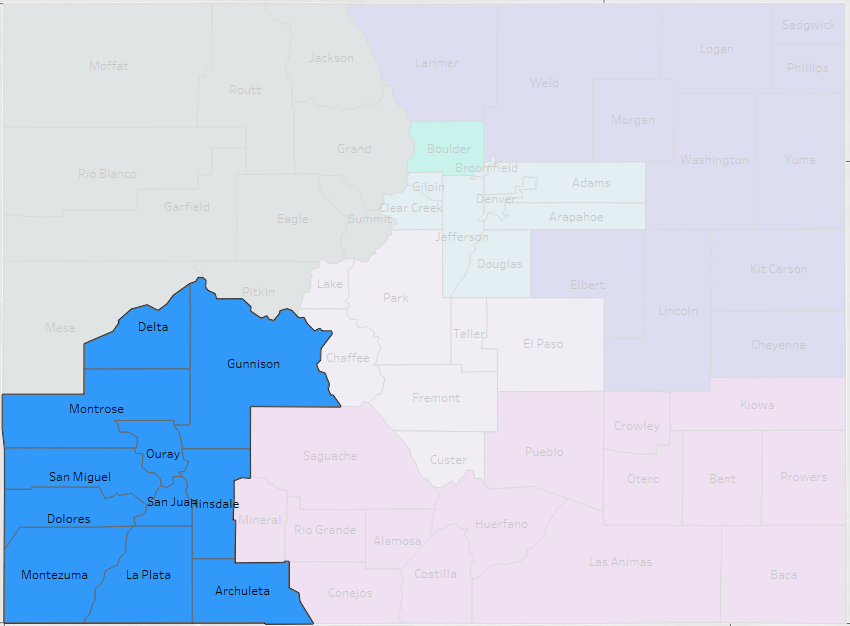 Sedgwick
Logan
Jackson
Larimer
Moffat
Phillips
Weld
Routt
Morgan
Grand
Boulder
Washington
Yuma
Broomfield
Rio Blanco
Adams
Gilpin
Denver
Garfield
Clear Creek
Arapahoe
Eagle
Summit
Jefferson
Douglas
Kit Carson
Lake
Elbert
Pitkin
Park
Lincoln
Mesa
Delta
Teller
El Paso
Cheyenne
Chaffee
Gunnison
Fremont
Kiowa
Montrose
Crowley
Ouray
Saguache
Custer
Pueblo
San Miguel
Otero
Bent
Prowers
San Juan
Hinsdale
Dolores
Mineral
Rio Grande
Huerfano
Alamosa
Las Animas
Montezuma
La Plata
Costilla
Baca
Archuleta
Conejos